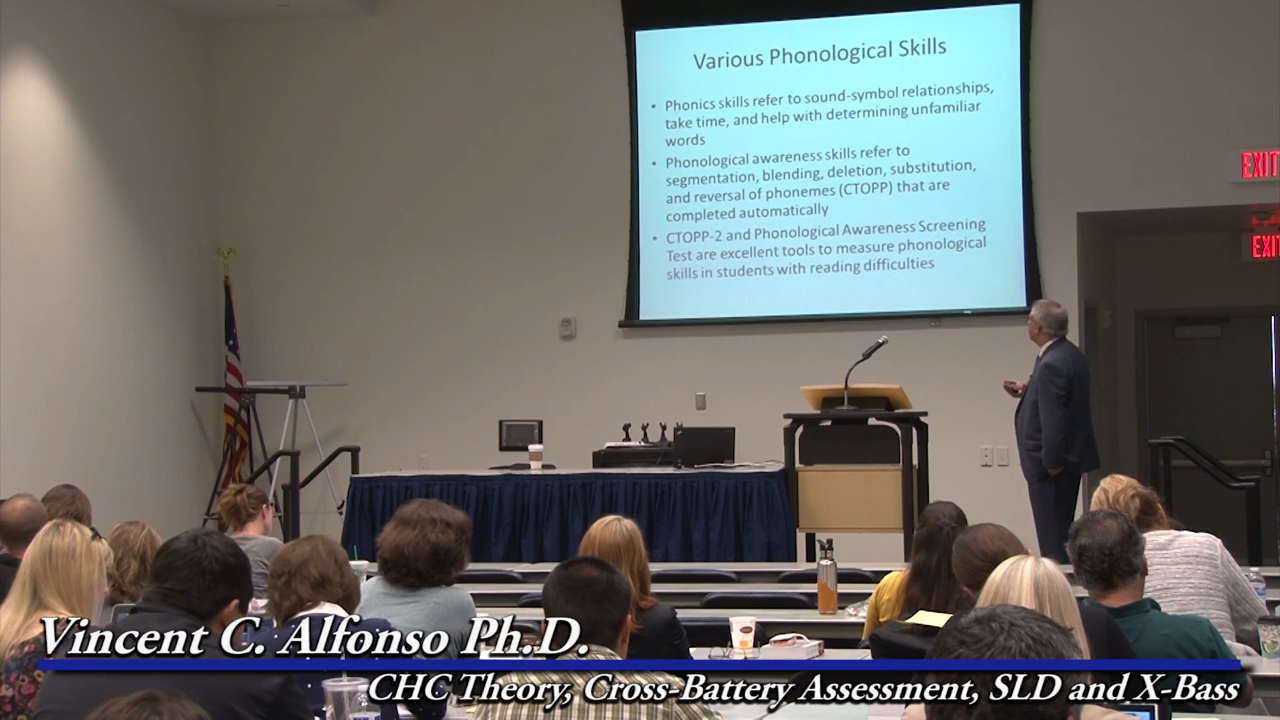 Various Phonological Skills
• Phonics skills refer to sound-symbol relationships,
take time, and help with determining unfamiliar
words
• Phonological awareness skills refer to
segmentation, blending, deletion, substitution,
and reversal of phonemes (CTOPP) that are
completed automatically
• CTOPP-2 and Phonological Awareness Screening
Test are excellent tools to measure phonological
skills in students with reading difficulties
EXIT
EXIT
Vincent C. Alfonso Ph.D.
CHC Theory, Cross-Battery Assessment, SLD and X-Bass